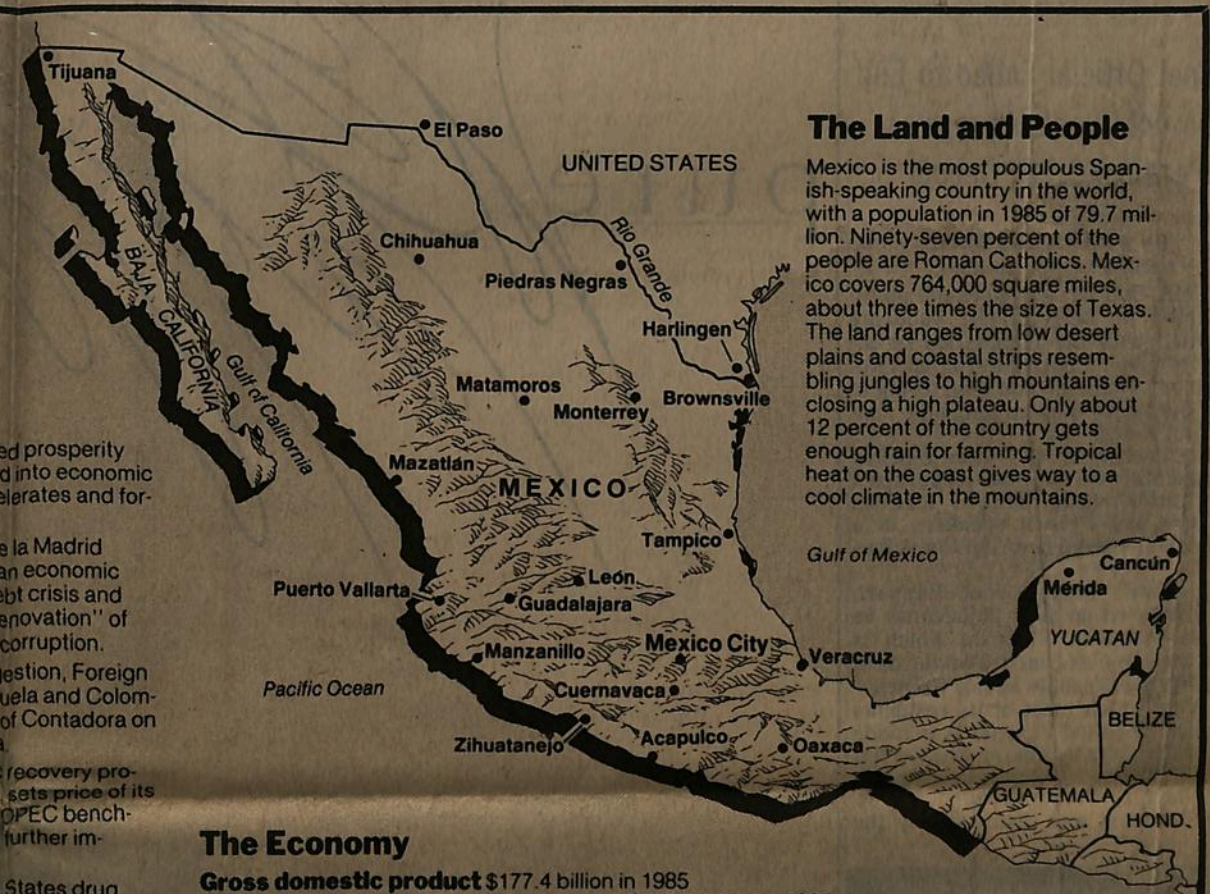 Tijuana
El Paso
UNITED STATES
Rio Grande
Chihuahua
Piedras Negras
BAJA CALIFORNIA
Gulf of California
Harlingen
Matamoros
Monterrey
Brownsville
Mazatlán
MEXICO
Tampico
Gulf of Mexico
Cancún
Mérida
YUCATAN
León
Puerto Vallarta
Guadalajara
Mexico City
Manzanillo
Veracruz
Pacific Ocean
Cuernavaca
BELIZE
Zihuatanejo
Acapulco
Oaxaca
GUATEMALA
HOND.
The Land and People
Mexico is the most populous Span-
ish-speaking country in the world,
with a population in 1985 of 79.7 mil-
lion. Ninety-seven percent of the
people are Roman Catholics. Mex-
ico covers 764,000 square miles,
about three times the size of Texas.
The land ranges from low desert
plains and coastal strips resem-
bling jungles to high mountains en-
closing a high plateau. Only about
12 percent of the country gets
enough rain for farming. Tropical
heat on the coast gives way to a
cool climate in the mountains.
ed prosperity
d into economic
elerates and for-
e la Madrid
an economic
ebt crisis and
enovation" of
corruption.
estion, Foreign
uela and Colom-
of Contadora on
a.
recovery pro-
sets price of its
OPEC bench-
further im-
States drug
The Economy
Gross domestic product $177.4 billion in 1985